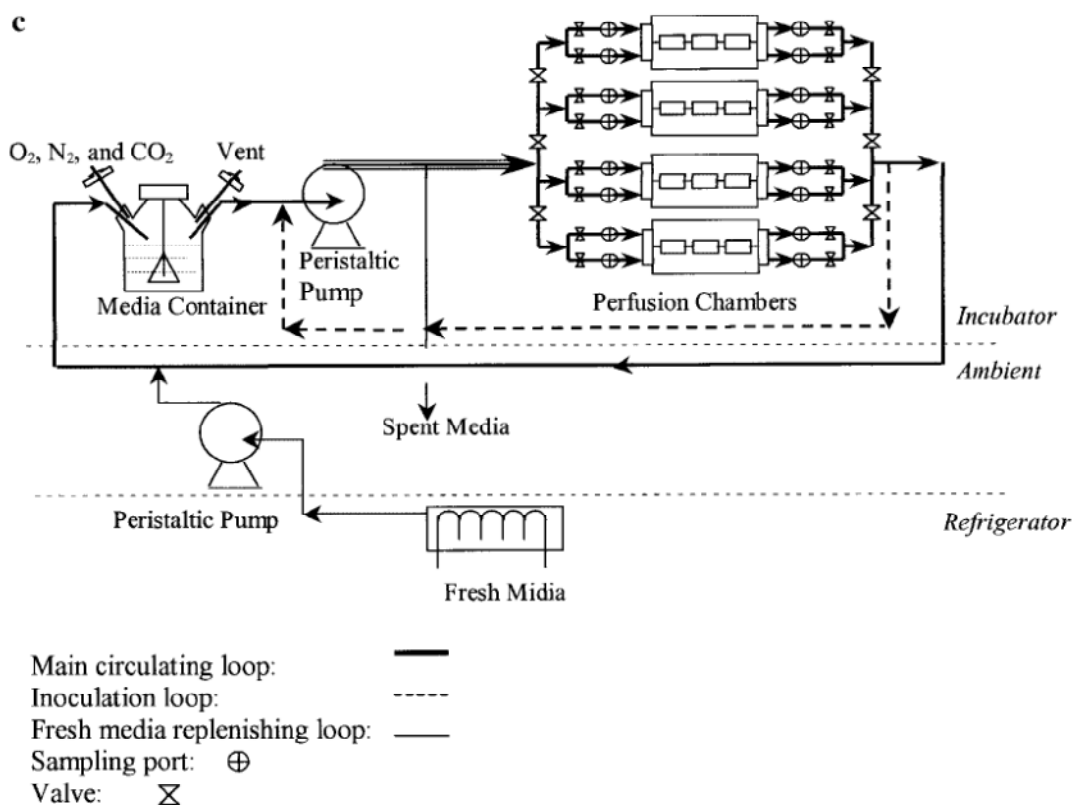 c
O₂, N₂, and CO₂
Vent
Peristaltic
Pump
Media Container
Perfusion Chambers
Incubator
Ambient
Spent Media
Peristaltic Pump
Refrigerator
Fresh Midia
Main circulating loop:
Inoculation loop:
Fresh media replenishing loop:
Sampling port:
Valve: